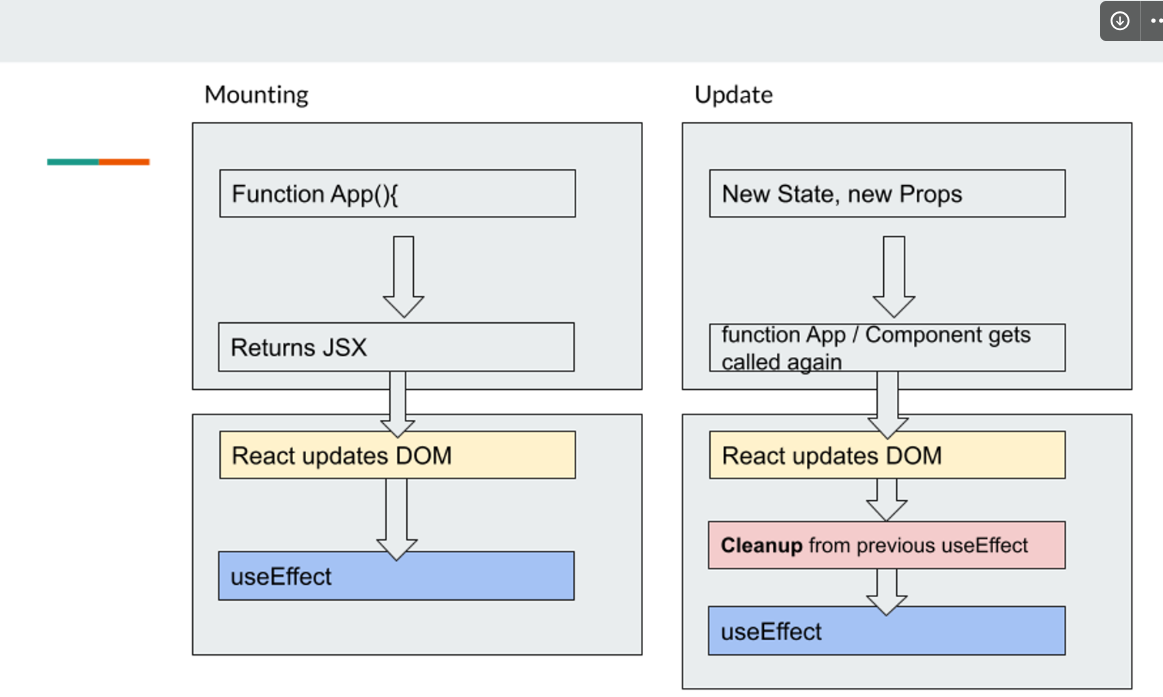 Mounting
Function App(){
Returns JSX
React updates DOM
useEffect
Update
New State, new Props
function App / Component gets
called again
React updates DOM
Cleanup from previous useEffect
useEffect